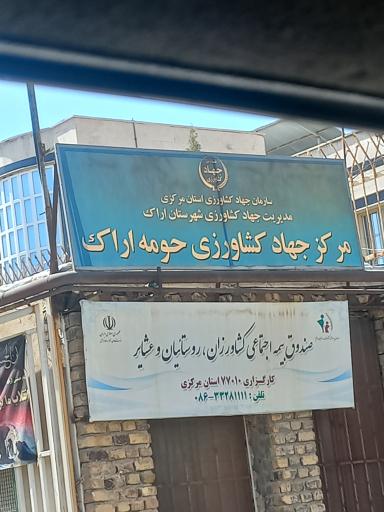 جهاد
کشاورزی
سازمان جهاد کشاورزی استان مرکزی
مدیریت جهاد کشاورزی شهرستان اراک
مرکز جهاد کشاورزی حومه اراک
صندوق بیمه اجتماعی کشاورزان، روستائیان و عشایر
کارگزاری ۷۷۰۱۰ استان مرکزی
تلفن : ۳۳۲۸۱۱۱۱-۰۸۶